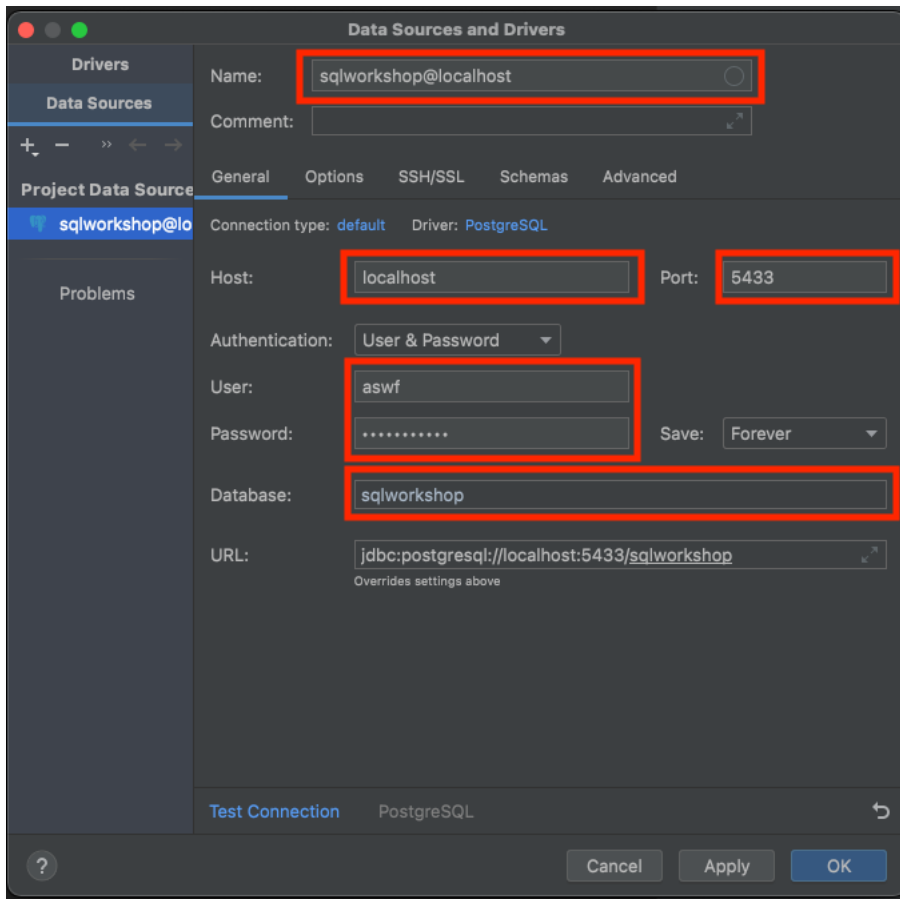 Data Sources and Drivers
Drivers
Data Sources
Project Data Source
sqlworkshop@lo
Problems
Name: sqlworkshop@localhost
Comment:
General Options SSH/SSL Schemas Advanced
Connection type: default Driver: PostgreSQL
Host: localhost Port: 5433
Authentication: User & Password
User: aswf
Password: ••••••••••• Save: Forever
Database: sqlworkshop
URL: jdbc:postgresql://localhost:5433/sqlworkshop
Overrides settings above
Test Connection PostgreSQL
? Cancel Apply OK